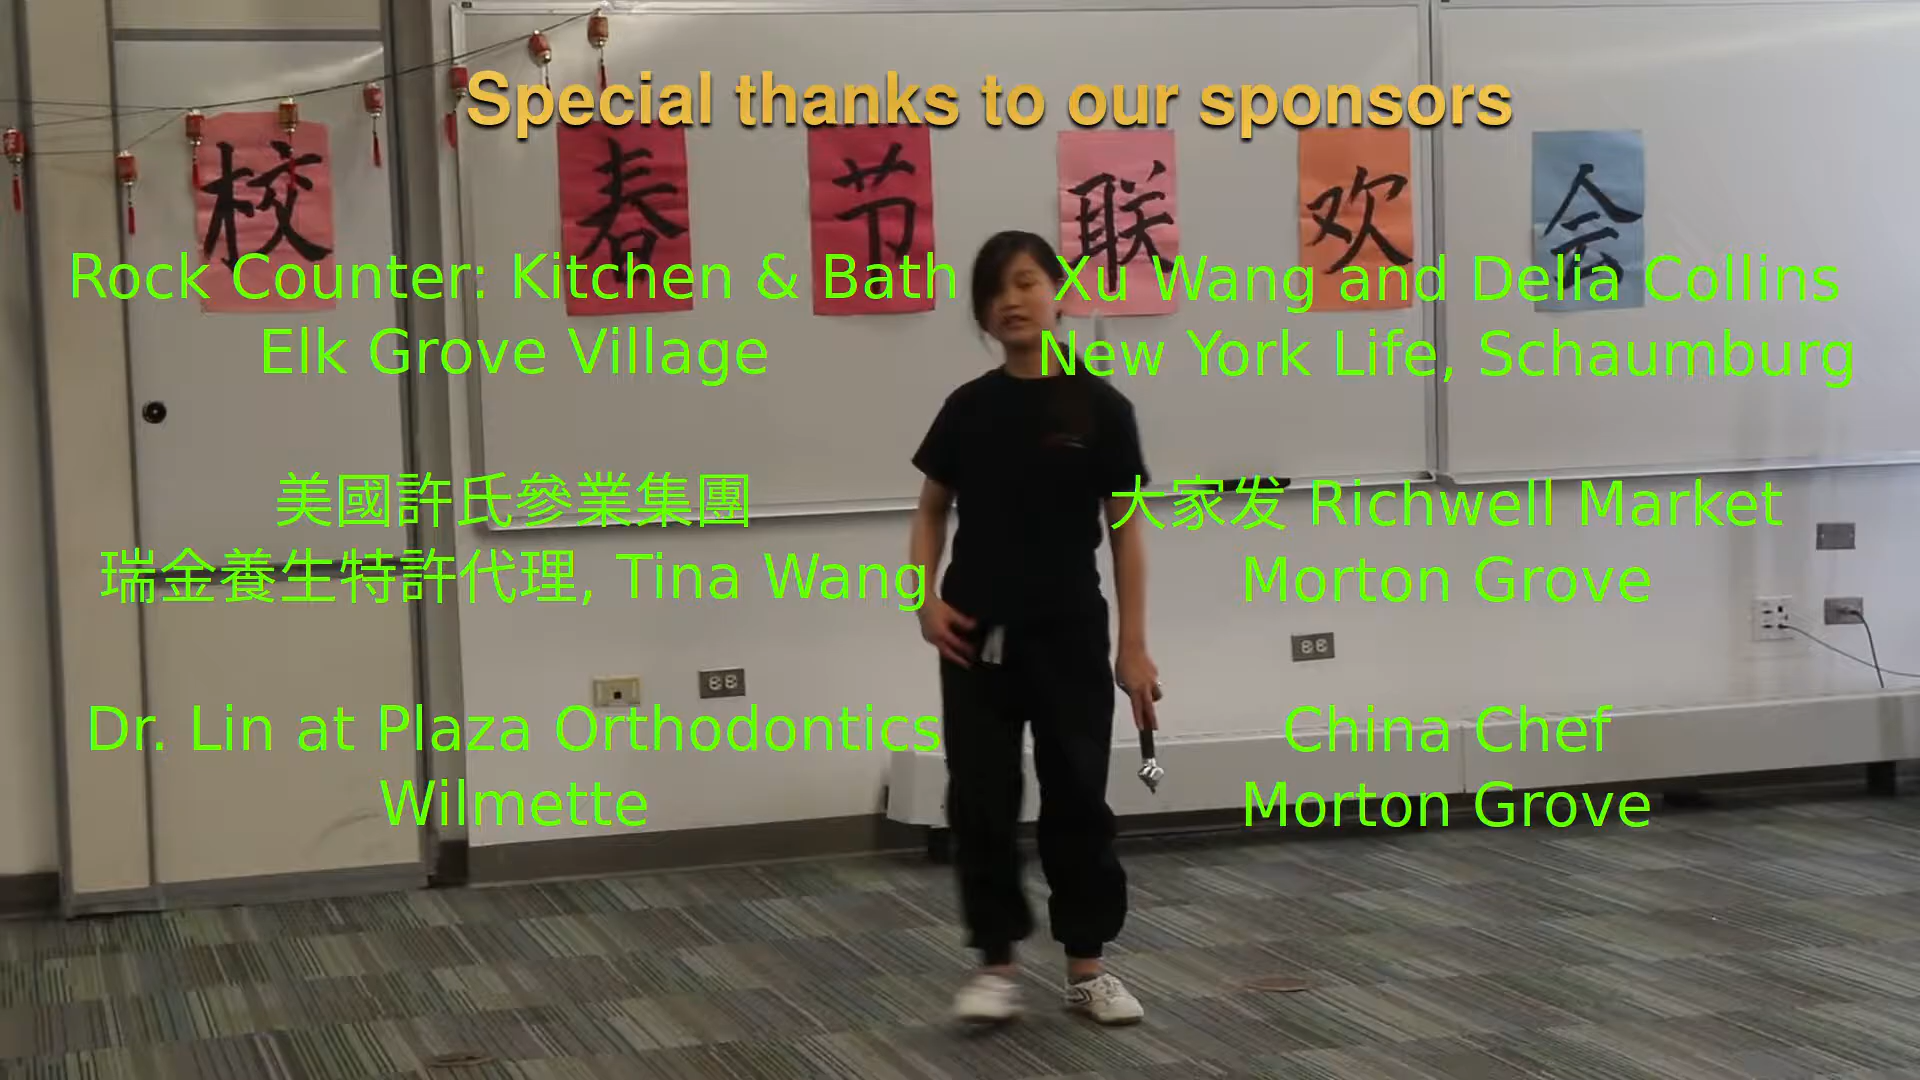 Special thanks to our sponsors
校春节联欢会
Rock Counter: Kitchen & Bath
Elk Grove Village
Xu Wang and Delia Collins
New York Life, Schaumburg
美國許氏參業集團
瑞金養生特許代理, Tina Wang
大家发 Richwell Market
Morton Grove
Dr. Lin at Plaza Orthodontics
Wilmette
China Chef
Morton Grove